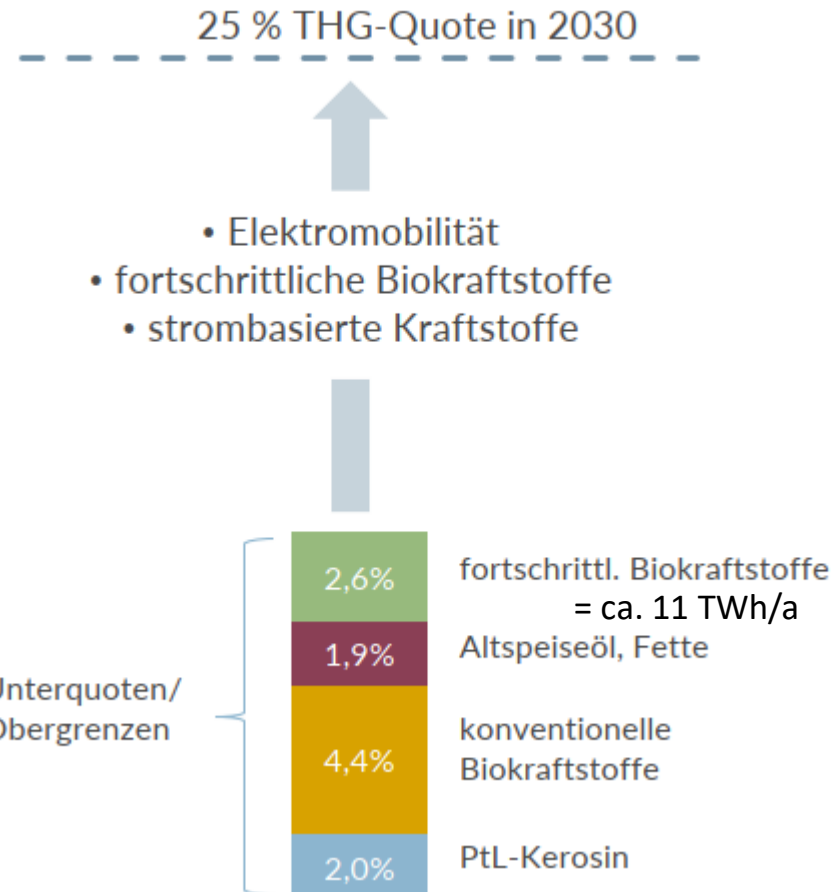 25 % THG-Quote in 2030
• Elektromobilität
• fortschrittliche Biokraftstoffe
• strombasierte Kraftstoffe
2,6%
fortschrittl. Biokraftstoffe
= ca. 11 TWh/a
1,9%
Altspeiseöl, Fette
Unterquoten/
Obergrenzen
4,4%
konventionelle
Biokraftstoffe
2,0%
PtL-Kerosin